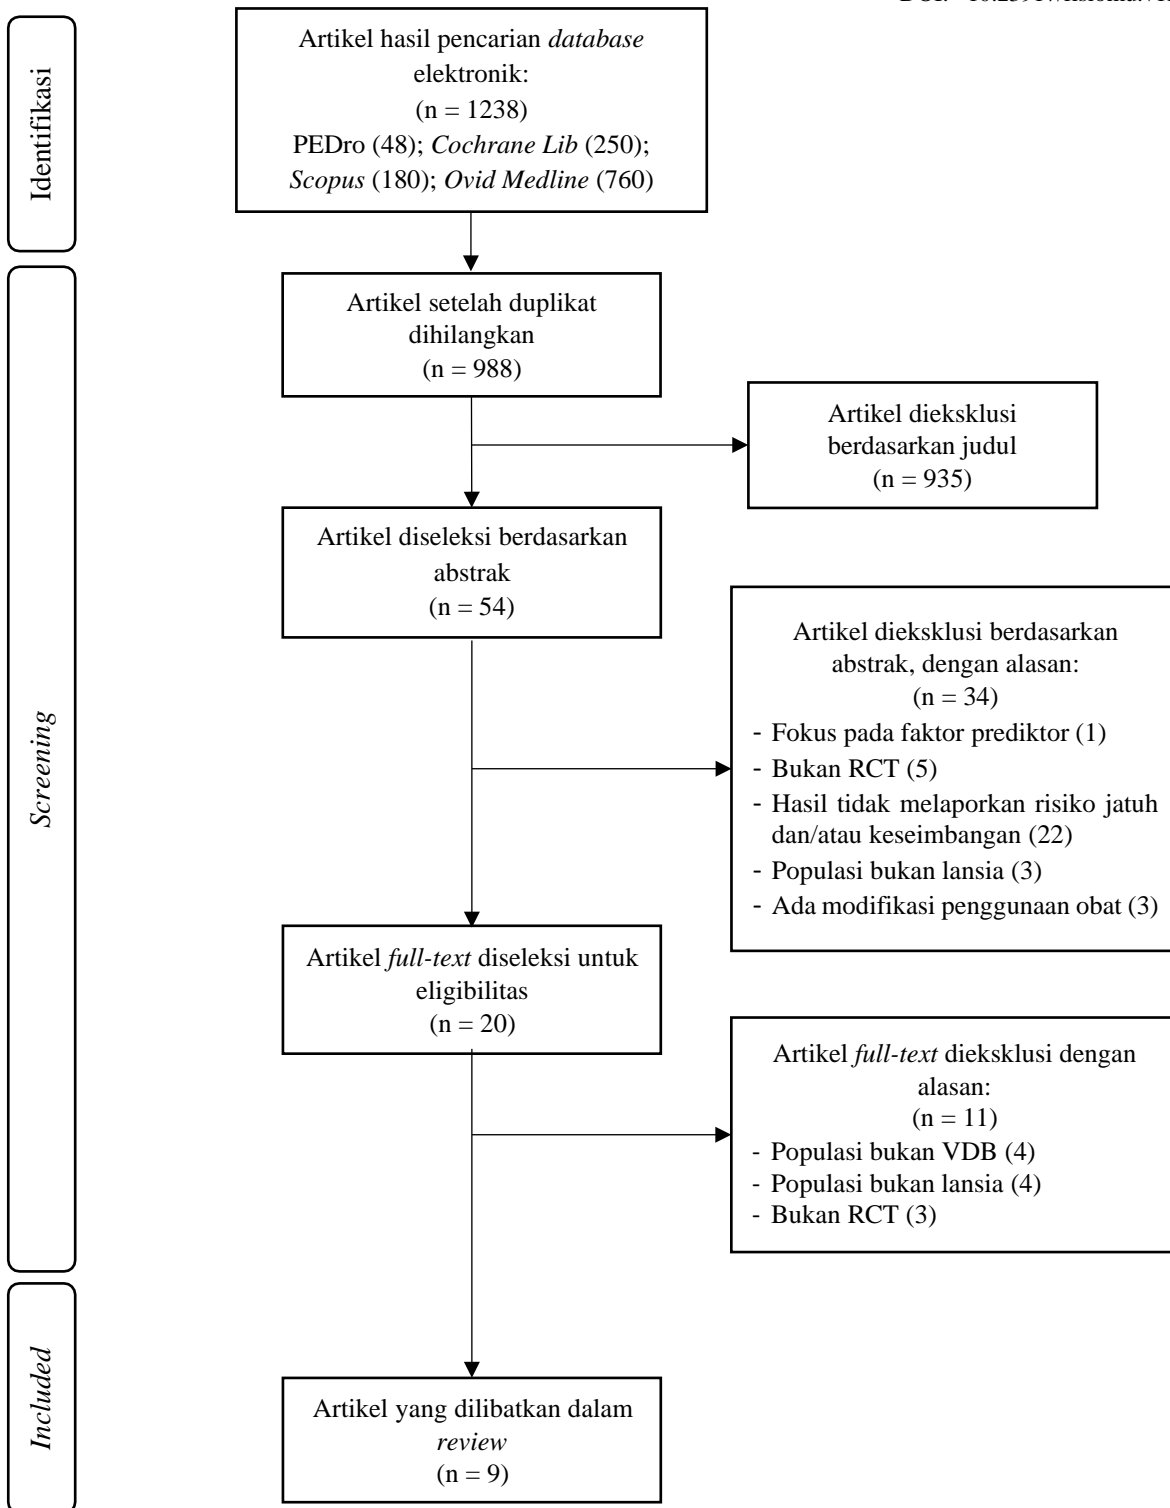 Identifikasi
Artikel hasil pencarian database
elektronik:
(n = 1238)
PEDro (48); Cochrane Lib (250);
Scopus (180); Ovid Medline (760)
Screening
Artikel setelah duplikat
dihilangkan
(n = 988)
Artikel dieksklusi
berdasarkan judul
(n = 935)
Artikel diseleksi berdasarkan
abstrak
(n = 54)
Artikel dieksklusi berdasarkan
abstrak, dengan alasan:
(n = 34)
- Fokus pada faktor prediktor (1)
- Bukan RCT (5)
- Hasil tidak melaporkan risiko jatuh
dan/atau keseimbangan (22)
- Populasi bukan lansia (3)
- Ada modifikasi penggunaan obat (3)
Artikel full-text diseleksi untuk
eligibilitas
(n = 20)
Artikel full-text dieksklusi dengan
alasan:
(n = 11)
- Populasi bukan VDB (4)
- Populasi bukan lansia (4)
- Bukan RCT (3)
Included
Artikel yang dilibatkan dalam
review
(n = 9)